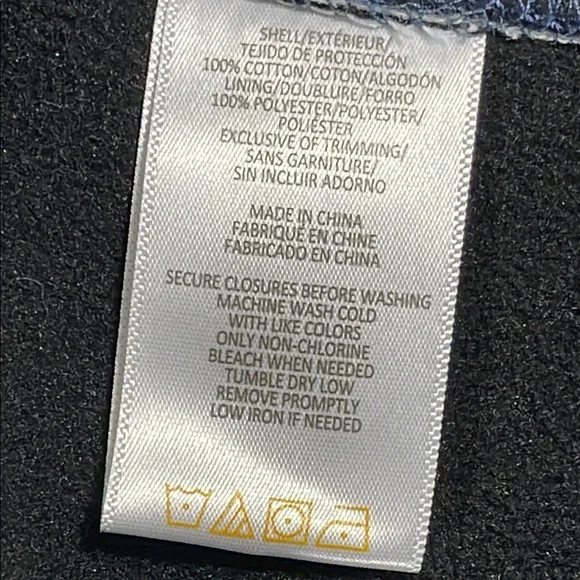 SHELL/EXTÉRIEUR/
TEJIDO DE PROTECCIÓN
100% COTTON/COTON/ALGODÓN
LINING/DOUBLURE/FORRO
100% POLYESTER/POLYESTER/
POLIÉSTER
EXCLUSIVE OF TRIMMING/
SANS GARNITURE/
SIN INCLUIR ADORNO
MADE IN CHINA
FABRIQUÉ EN CHINE
FABRICADO EN CHINA
SECURE CLOSURES BEFORE WASHING
MACHINE WASH COLD
WITH LIKE COLORS
ONLY NON-CHLORINE
BLEACH WHEN NEEDED
TUMBLE DRY LOW
REMOVE PROMPTLY
LOW IRON IF NEEDED